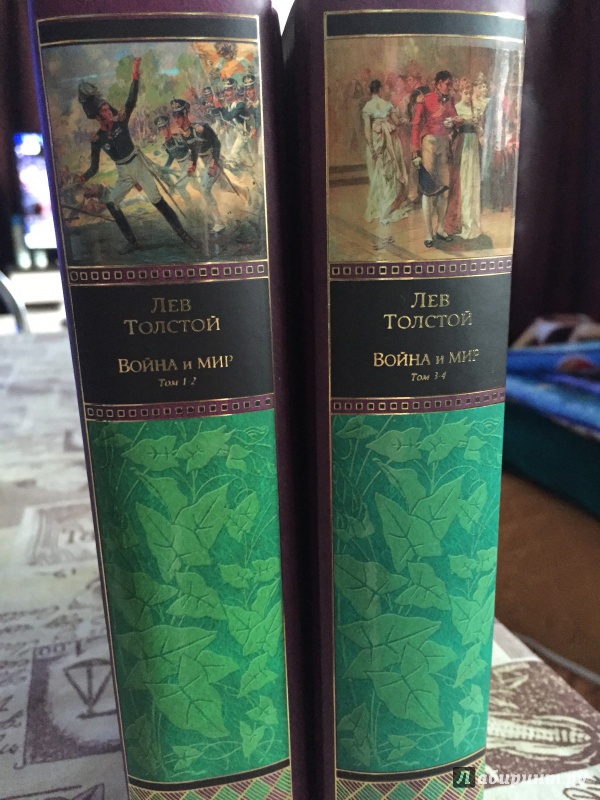 Лев
Толстой
Война и мир
Том 1-2
Лев
Толстой
Война и мир
Том 3-4
Лабиринт.ру